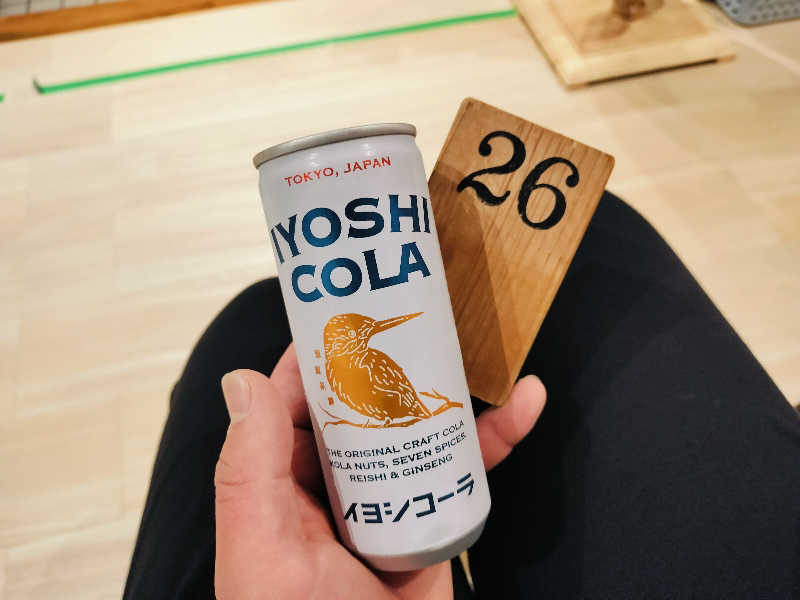 TOKYO, JAPAN
IYOSHI
COLA
THE ORIGINAL CRAFT COLA
KOLA NUTS, SEVEN SPICES,
REISHI & GINSENG
イヨシコーラ
26